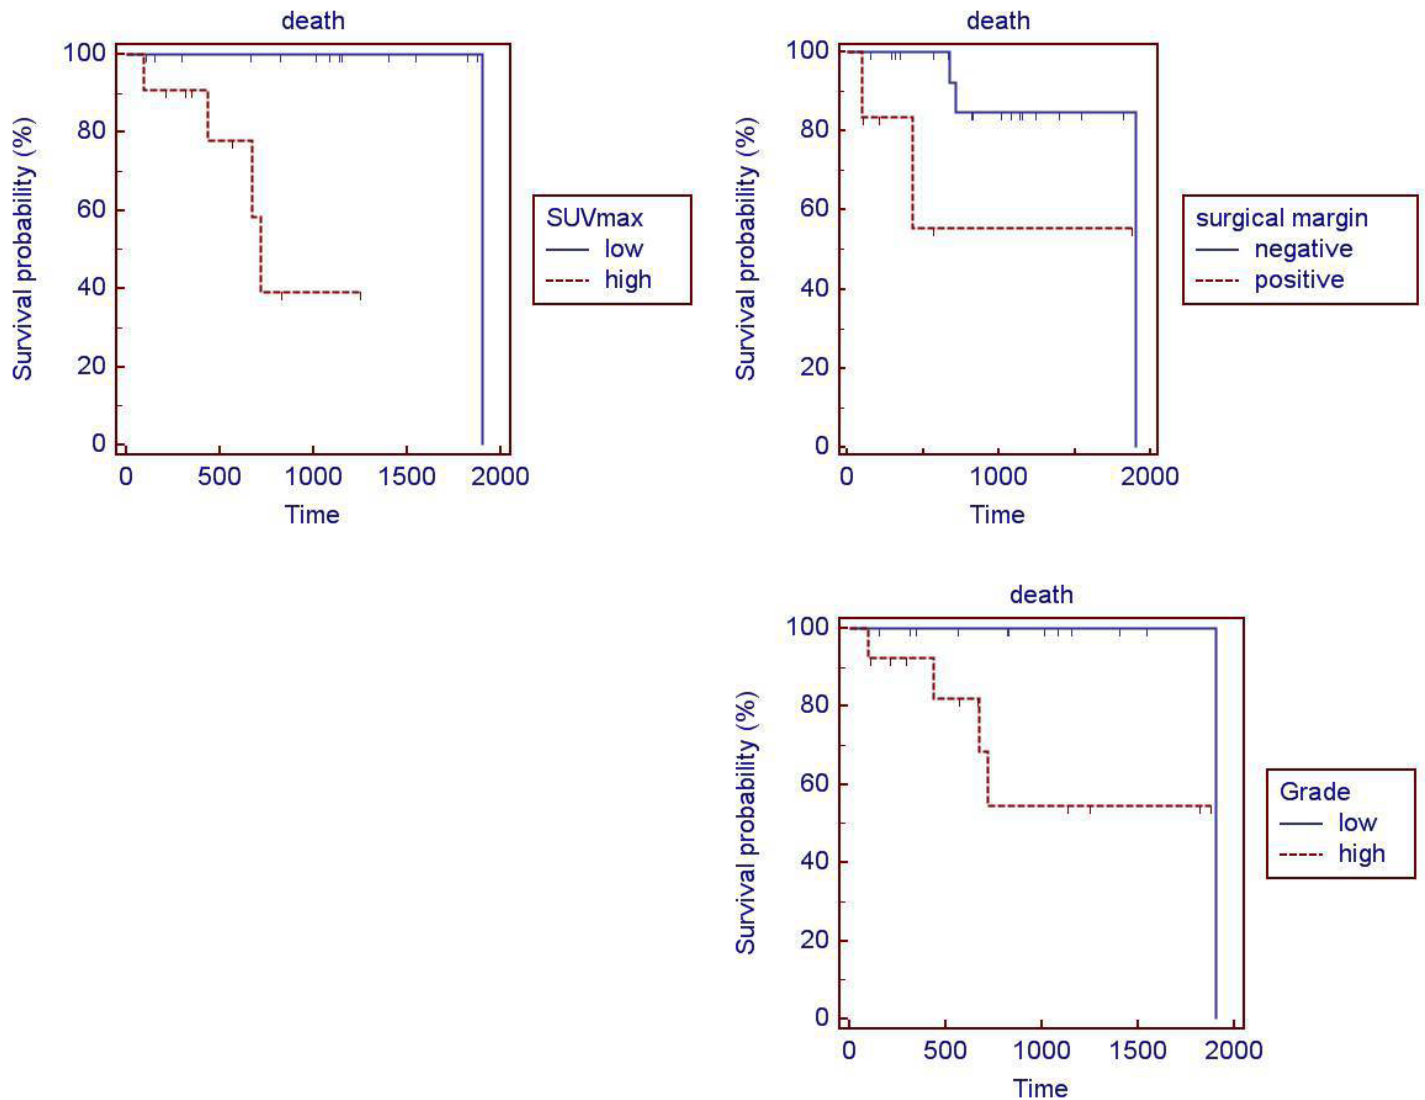 death
100
80
60
40
20
0
0 500 1000 1500 2000
Survival probability (%)
Time
SUVmax
low
high
death
100
80
60
40
20
0
0 1000 2000
Survival probability (%)
Time
surgical margin
negative
positive
death
100
80
60
40
20
0
0 500 1000 1500 2000
Survival probability (%)
Time
Grade
low
high